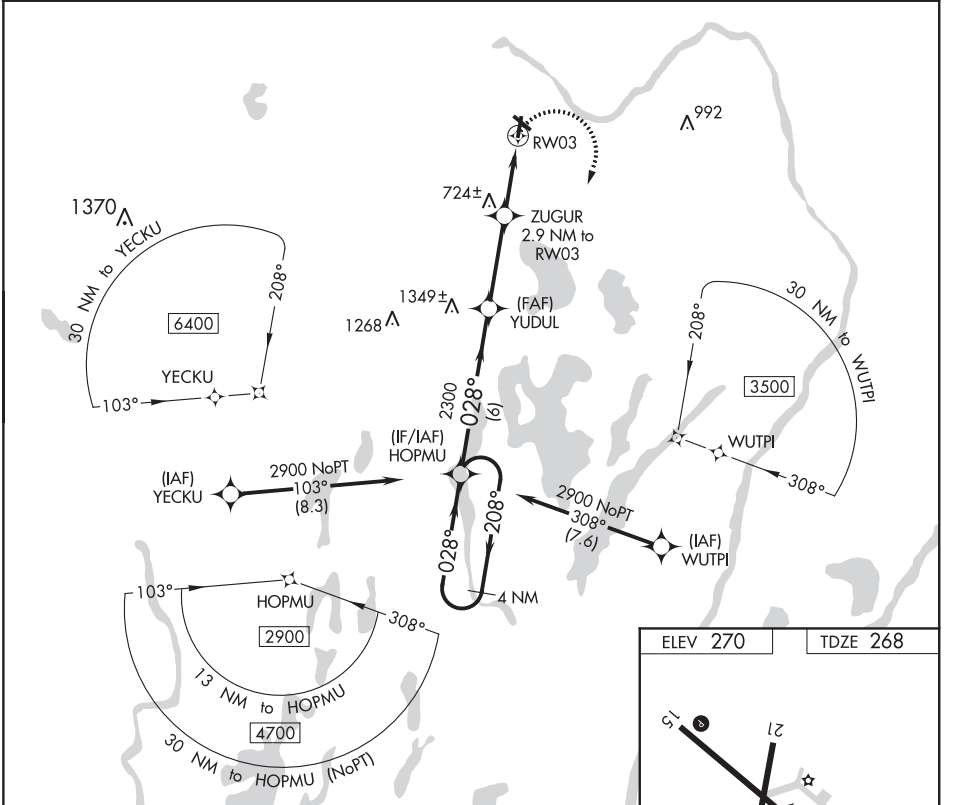 992
RW03
724±
ZUGUR
2.9 NM to
RW03
1370
30 NM to YECKU
208°
6400
YECKU
103°
1349±
1268
(FAF)
YUDUL
30 NM to WUTPI
208°
3500
WUTPI
308°
2300
028°
(6)
(IF/IAF)
HOPMU
(IAF)
YECKU
2900 NoPT
103°
(8.3)
2900 NoPT
308°
(7.6)
(IAF)
WUTPI
028°
208°
4 NM
103°
HOPMU
308°
2900
13 NM to HOPMU
4700
30 NM to HOPMU (NoPT)
ELEV 270
TDZE 268
15
P
21